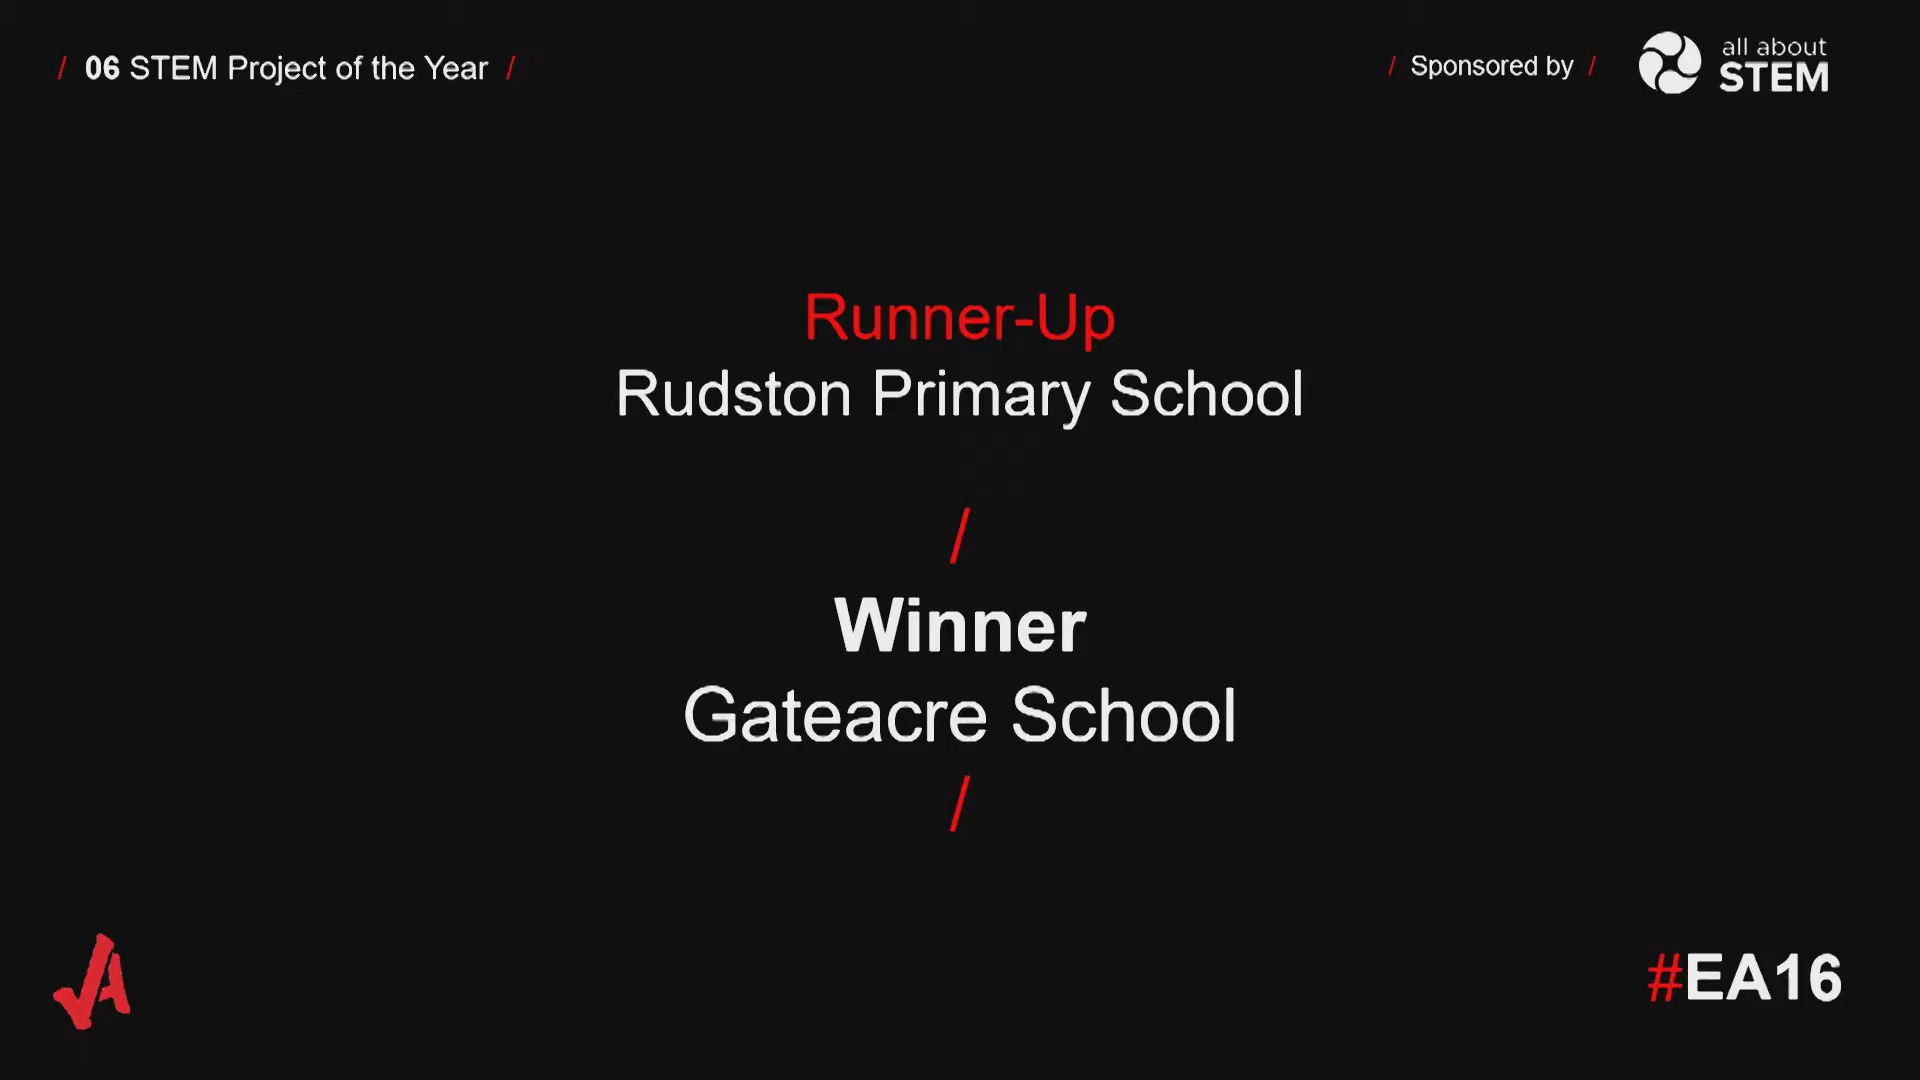 / 06 STEM Project of the Year /
/ Sponsored by /
all about
STEM
Runner-Up
Rudston Primary School
/
Winner
Gateacre School
/
#EA16